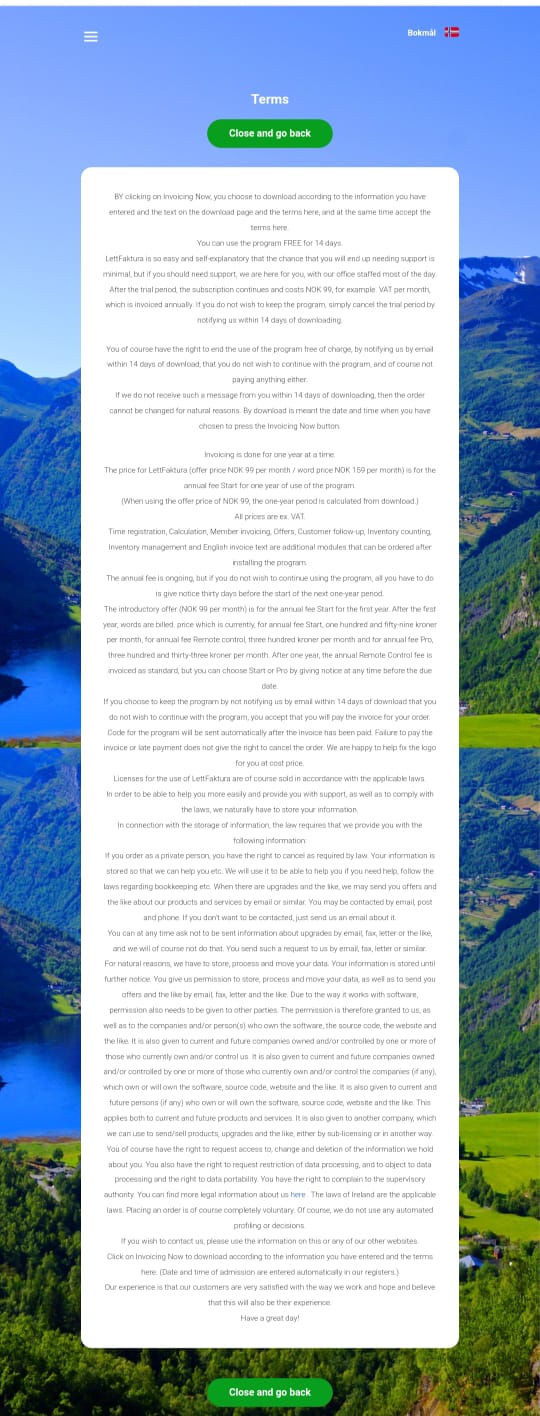 Bokmål
Terms
Close and go back
BY clicking on Invoicing Now, you choose to download according to the information you have
entered and the text on the download page and the terms here, and at the same time accept the
terms here.
You can use the program FREE for 14 days.
LettFaktura is so easy and self-explanatory that the chance that you will end up needing support is
minimal, but if you should need support, we are here for you, with our office staffed most of the day.
After the trial period, the subscription continues and costs NOK 99, for example. VAT per month,
which is invoiced annually. If you do not wish to keep the program, simply cancel the trial period by
notifying us within 14 days of downloading.
You of course have the right to end the use of the program free of charge, by notifying us by email
within 14 days of download, that you do not wish to continue with the program, and of course not
paying anything either.
If we do not receive such a message from you within 14 days of downloading, then the order
cannot be changed for natural reasons. By download is meant the date and time when you have
chosen to press the Invoicing Now button.
Invoicing is done for one year at a time.
The price for LettFaktura (offer price NOK 99 per month / word price NOK 159 per month) is for the
annual fee Start for one year of use of the program.
(When using the offer price of NOK 99, the one-year period is calculated from download.)
All prices are ex. VAT.
Time registration, Calculation, Member invoicing, Offers, Customer follow-up, Inventory counting,
Inventory management and English invoice text are additional modules that can be ordered after
installing the program.
The annual fee is ongoing, but if you do not wish to continue using the program, all you have to do
is give notice thirty days before the start of the next one-year period.
The introductory offer (NOK 99 per month) is for the annual fee Start for the first year. After the first
year, words are billed. price which is currently, for annual fee Start, one hundred and fifty-nine kroner
per month, for annual fee Remote control, three hundred kroner per month and for annual fee Pro,
three hundred and thirty-three kroner per month. After one year, the annual Remote Control fee is
invoiced as standard, but you can choose Start or Pro by giving notice at any time before the due
date.
If you choose to keep the program by not notifying us by email within 14 days of download that you
do not wish to continue with the program, you accept that you will pay the invoice for your order.
Code for the program will be sent automatically after the invoice has been paid. Failure to pay the
invoice or late payment does not give the right to cancel the order. We are happy to help fix the logo
for you at cost price.
Licenses for the use of LettFaktura are of course sold in accordance with the applicable laws.
In order to be able to help you more easily and provide you with support, as well as to comply with
the laws, we naturally have to store your information.
In connection with the storage of information, the law requires that we provide you with the
following information:
If you order as a private person, you have the right to cancel as required by law. Your information is
stored so that we can help you etc. We will use it to be able to help you if you need help, follow the
laws regarding bookkeeping etc. When there are upgrades and the like, we may send you offers and
the like about our products and services by email or similar. You may be contacted by email, post
and phone. If you don't want to be contacted, just send us an email about it.
You can at any time ask not to be sent information about upgrades by email, fax, letter or the like,
and we will of course not do that. You send such a request to us by email, fax, letter or similar.
For natural reasons, we have to store, process and move your data. Your information is stored until
further notice. You give us permission to store, process and move your data, as well as to send you
offers and the like by email, fax, letter and the like. Due to the way it works with software,
permission also needs to be given to other parties. The permission is therefore granted to us, as
well as to the companies and/or person(s) who own the software, the source code, the website and
the like. It is also given to current and future companies owned and/or controlled by one or more of
those who currently own and/or control us. It is also given to current and future companies owned
and/or controlled by one or more of those who currently own and/or control the companies (if any),
which own or will own the software, source code, website and the like. It is also given to current and
future persons (if any) who own or will own the software, source code, website and the like. This
applies both to current and future products and services. It is also given to another company, which
we can use to send/sell products, upgrades and the like, either by sub-licensing or in another way.
You of course have the right to request access to, change and deletion of the information we hold
about you. You also have the right to request restriction of data processing, and to object to data
processing and the right to data portability. You have the right to complain to the supervisory
authority. You can find more legal information about us here . The laws of Ireland are the applicable
laws. Placing an order is of course completely voluntary. Of course, we do not use any automated
profiling or decisions.
If you wish to contact us, please use the information on this or any of our other websites.
Click on Invoicing Now to download according to the information you have entered and the terms
here. (Date and time of admission are entered automatically in our registers.)
Our experience is that our customers are very satisfied with the way we work and hope and believe
that this will also be their experience.
Have a great day!
Close and go back